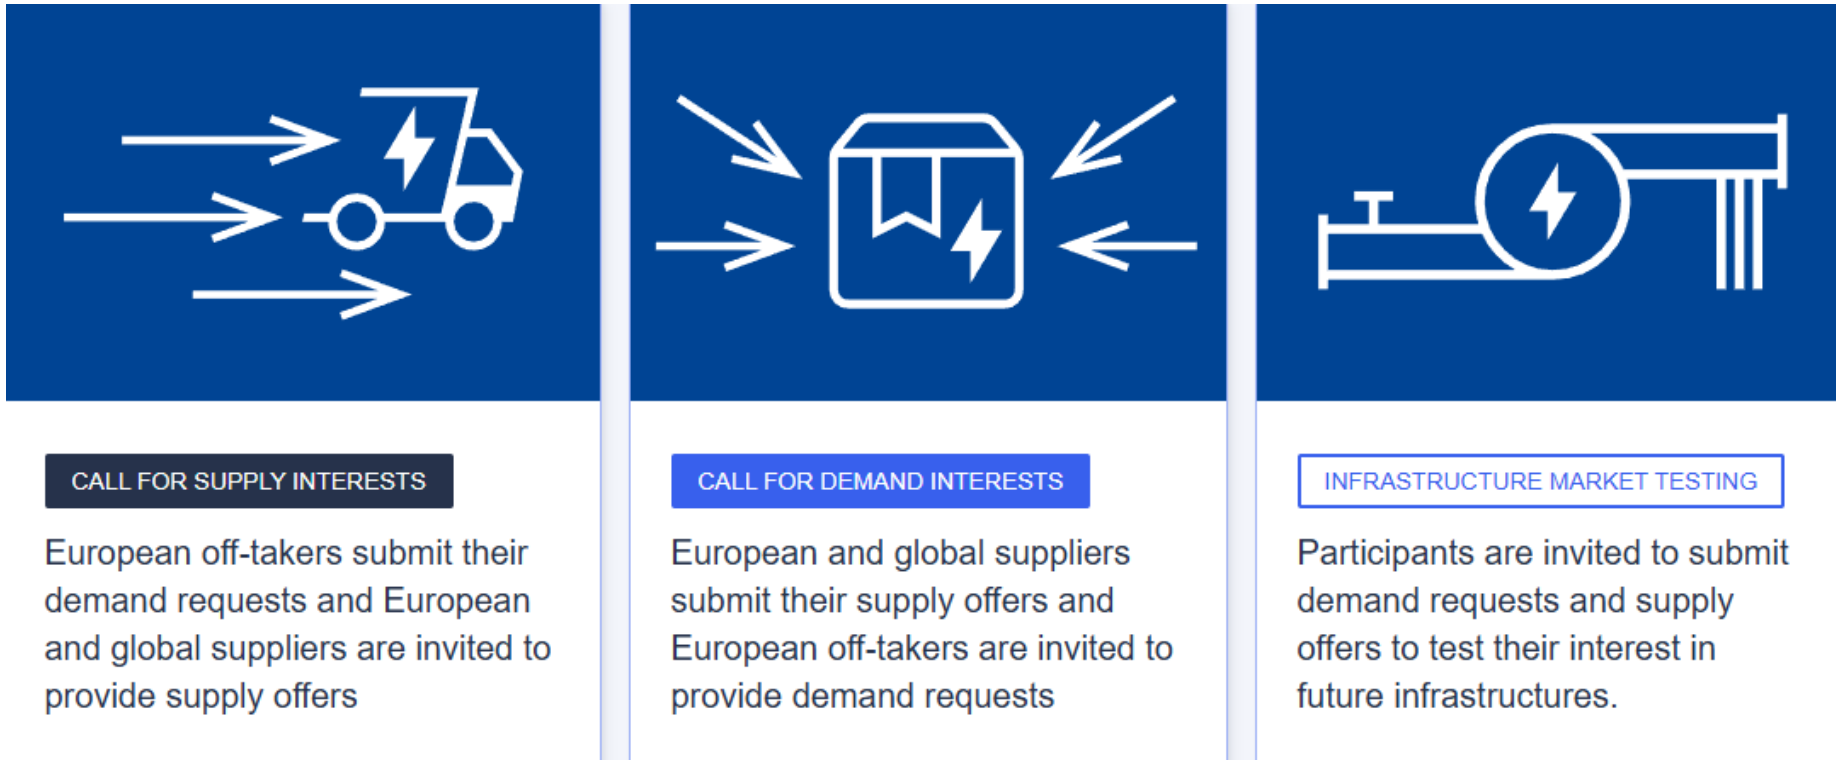 CALL FOR SUPPLY INTERESTS
European off-takers submit their
demand requests and European
and global suppliers are invited to
provide supply offers
CALL FOR DEMAND INTERESTS
European and global suppliers
submit their supply offers and
European off-takers are invited to
provide demand requests
INFRASTRUCTURE MARKET TESTING
Participants are invited to submit
demand requests and supply
offers to test their interest in
future infrastructures.